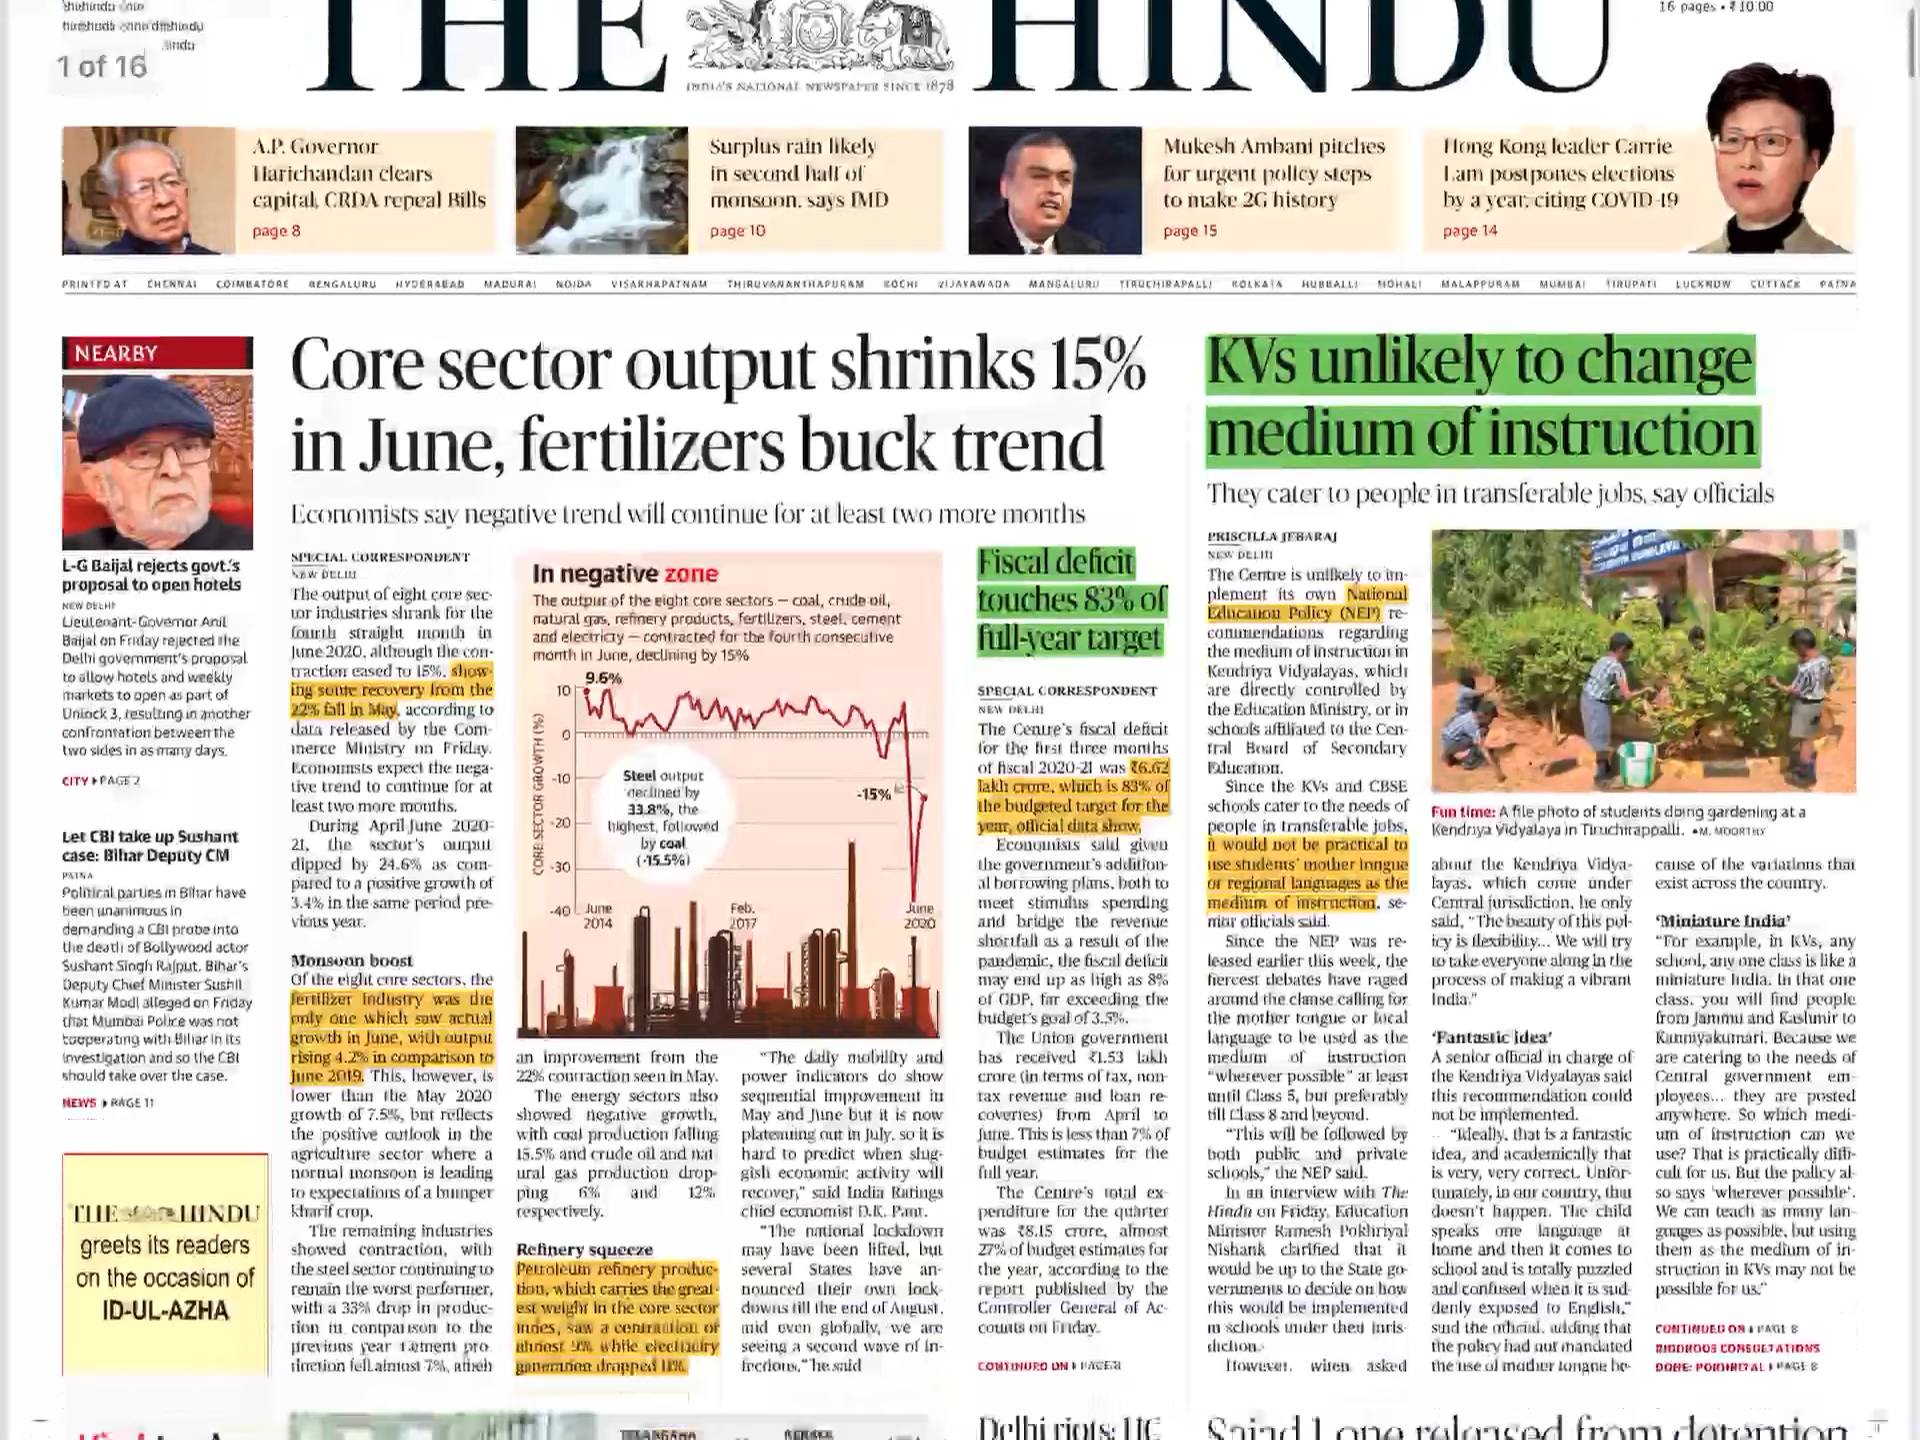 1 of 16
THE HINDU
INDIA'S NATIONAL NEWSPAPER SINCE 1878
16 pages • ₹10.00
A.P. Governor
Harichandan clears
capital, CRDA repeal Bills
page 8
Surplus rain likely
in second half of
monsoon, says IMD
page 10
Mukesh Ambani pitches
for urgent policy steps
to make 2G history
page 15
Hong Kong leader Carrie
Lam postpones elections
by a year, citing COVID-19
page 14
PRINTED AT CHENNAI COIMBATORE BENGALURU HYDERABAD MADURAI NOIDA VISAKHAPATNAM THIRUVANANTHAPURAM KOCHI VIJAYAWADA MANGALURU TIRUCHIRAPALLI KOLKATA HUBBALLI MOHALI MALAPPURAM MUMBAI TIRUPATI LUCKNOW CUTTACK PATNA
NEARBY
L-G Baijal rejects govt.'s
proposal to open hotels
NEW DELHI
Lieutenant-Governor Anil
Baijal on Friday rejected the
Delhi government's proposal
to allow hotels and weekly
markets to open as part of
Unlock 3, resulting in another
confrontation between the
two sides in as many days.
CITY PAGE 2
Let CBI take up Sushant
case: Bihar Deputy CM
PATNA
Political parties in Bihar have
been unanimous in
demanding a CBI probe into
the death of Bollywood actor
Sushant Singh Rajput. Bihar's
Deputy Chief Minister Sushil
Kumar Modi alleged on Friday
that Mumbai Police was not
cooperating with Bihar in its
investigation and so the CBI
should take over the case.
NEWS PAGE 11
THE HINDU
greets its readers
on the occasion of
ID-UL-AZHA
Core sector output shrinks 15%
in June, fertilizers buck trend
Economists say negative trend will continue for at least two more months
SPECIAL CORRESPONDENT
NEW DELHI
The output of eight core sec-
tor industries shrank for the
fourth straight month in
June 2020, although the con-
traction eased to 15%, show-
ing some recovery from the
22% fall in May, according to
data released by the Com-
merce Ministry on Friday.
Economists expect the nega-
tive trend to continue for at
least two more months.
During April-June 2020-
21, the sector's output
dipped by 24.6% as com-
pared to a positive growth of
3.4% in the same period pre-
vious year.
Monsoon boost
Of the eight core sectors, the
fertilizer industry was the
only one which saw actual
growth in June, with output
rising 4.2% in comparison to
June 2019. This, however, is
lower than the May 2020
growth of 7.5%, but reflects
the positive outlook in the
agriculture sector where a
normal monsoon is leading
to expectations of a bumper
kharif crop.
The remaining industries
showed contraction, with
the steel sector continuing to
remain the worst performer,
with a 33% drop in produc-
tion in comparison to the
previous year. Cement pro-
duction fell almost 7%, after
In negative zone
The output of the eight core sectors — coal, crude oil,
natural gas, refinery products, fertilizers, steel, cement
and electricity — contracted for the fourth consecutive
month in June, declining by 15%
9.6%
10
0
-10
-20
-30
-40
CORE SECTOR GROWTH (%)
Steel output
declined by
33.8%, the
highest, followed
by coal
(-15.5%)
-15%
June
2014
Feb.
2017
June
2020
an improvement from the
22% contraction seen in May.
The energy sectors also
showed negative growth,
with coal production falling
15.5% and crude oil and nat-
ural gas production drop-
ping 6% and 12%
respectively.
Refinery squeeze
Petroleum refinery produc-
tion, which carries the great-
est weight in the core sector
index, saw a contraction of
almost 9% while electricity
generation dropped 11%.
"The daily mobility and
power indicators do show
sequential improvement in
May and June but it is now
plateauing out in July, so it is
hard to predict when slug-
gish economic activity will
recover," said India Ratings
chief economist D.K. Pant.
"The national lockdown
may have been lifted, but
several States have an-
nounced their own lock-
downs till the end of August,
and even globally, we are
seeing a second wave of in-
fections," he said
Fiscal deficit
touches 83% of
full-year target
SPECIAL CORRESPONDENT
NEW DELHI
The Centre's fiscal deficit
for the first three months
of fiscal 2020-21 was ₹6.62
lakh crore, which is 83% of
the budgeted target for the
year, official data show.
Economists said given
the government's addition-
al borrowing plans, both to
meet stimulus spending
and bridge the revenue
shortfall as a result of the
pandemic, the fiscal deficit
may end up as high as 8%
of GDP, far exceeding the
budget's goal of 3.5%.
The Union government
has received ₹1.53 lakh
crore (in terms of tax, non-
tax revenue and loan re-
coveries) from April to
June. This is less than 7% of
budget estimates for the
full year.
The Centre's total ex-
penditure for the quarter
was ₹8.15 crore, almost
27% of budget estimates for
the year, according to the
report published by the
Controller General of Ac-
counts on Friday.
CONTINUED ON PAGE 8
KVs unlikely to change
medium of instruction
They cater to people in transferable jobs, say officials
PRISCILLA JEBARAJ
NEW DELHI
The Centre is unlikely to im-
plement its own National
Education Policy (NEP) re-
commendations regarding
the medium of instruction in
Kendriya Vidyalayas, which
are directly controlled by
the Education Ministry, or in
schools affiliated to the Cen-
tral Board of Secondary
Education.
Since the KVs and CBSE
schools cater to the needs of
people in transferable jobs,
it would not be practical to
use students' mother tongue
or regional languages as the
medium of instruction, se-
nior officials said.
Since the NEP was re-
leased earlier this week, the
fiercest debates have raged
around the clause calling for
the mother tongue or local
language to be used as the
medium of instruction
"wherever possible" at least
until Class 5, but preferably
till Class 8 and beyond.
"This will be followed by
both public and private
schools," the NEP said.
In an interview with The
Hindu on Friday, Education
Minister Ramesh Pokhriyal
Nishank clarified that it
would be up to the State go-
vernments to decide on how
this would be implemented
in schools under their juris-
diction.
However, when asked
Fun time: A file photo of students doing gardening at a
Kendriya Vidyalaya in Tiruchirappalli. •M. MOORTHY
about the Kendriya Vidya-
layas, which come under
Central jurisdiction, he only
said, "The beauty of this pol-
icy is flexibility... We will try
to take everyone along in the
process of making a vibrant
India."
'Fantastic idea'
A senior official in charge of
the Kendriya Vidyalayas said
this recommendation could
not be implemented.
"Ideally, that is a fantastic
idea, and academically that
is very, very correct. Unfor-
tunately, in our country, that
doesn't happen. The child
speaks one language at
home and then it comes to
school and is totally puzzled
and confused when it is sud-
denly exposed to English,"
said the official, adding that
the policy had not mandated
the use of mother tongue be-
cause of the variations that
exist across the country.
'Miniature India'
"For example, in KVs, any
school, any one class is like a
miniature India. In that one
class, you will find people
from Jammu and Kashmir to
Kanniyakumari. Because we
are catering to the needs of
Central government em-
ployees... they are posted
anywhere. So which medi-
um of instruction can we
use? That is practically diffi-
cult for us. But the policy al-
so says 'wherever possible'.
We can teach as many lan-
guages as possible, but using
them as the medium of in-
struction in KVs may not be
possible for us."
CONTINUED ON PAGE 8
RIGOROUS CONSULTATIONS
DONE: POKHRIYAL PAGE 8
Delhi riots: HC
Sajad Lone released from detention